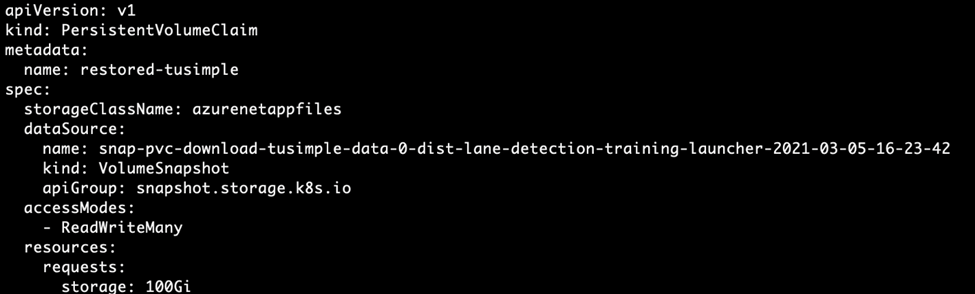 apiVersion: v1
kind: PersistentVolumeClaim
metadata:
  name: restored-tusimple
spec:
  storageClassName: azurenetappfiles
  dataSource:
    name: snap-pvc-download-tusimple-data-0-dist-lane-detection-training-launcher-2021-03-05-16-23-42
    kind: VolumeSnapshot
    apiGroup: snapshot.storage.k8s.io
  accessModes:
    - ReadWriteMany
  resources:
    requests:
      storage: 100Gi